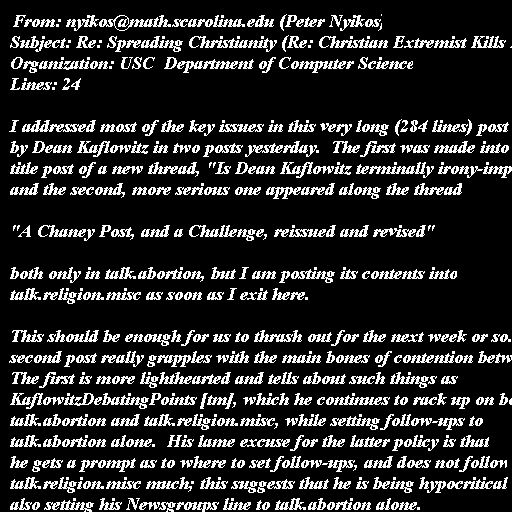 From: nyikos@math.scarolina.edu (Peter Nyikos)
Subject: Re: Spreading Christianity (Re: Christian Extremist Kills
Organization: USC Department of Computer Science
Lines: 24
I addressed most of the key issues in this very long (284 lines) post
by Dean Kaflowitz in two posts yesterday. The first was made into
title post of a new thread, "Is Dean Kaflowitz terminally irony-imp
and the second, more serious one appeared along the thread
"A Chaney Post, and a Challenge, reissued and revised"
both only in talk.abortion, but I am posting its contents into
talk.religion.misc as soon as I exit here.
This should be enough for us to thrash out for the next week or so.
second post really grapples with the main bones of contention betw
The first is more lighthearted and tells about such things as
KaflowitzDebatingPoints [tm], which he continues to rack up on bo
talk.abortion and talk.religion.misc, while setting follow-ups to
talk.abortion alone. His lame excuse for the latter policy is that
he gets a prompt as to where to set follow-ups, and does not follow
talk.religion.misc much; this suggests that he is being hypocritical
also setting his Newsgroups line to talk.abortion alone.